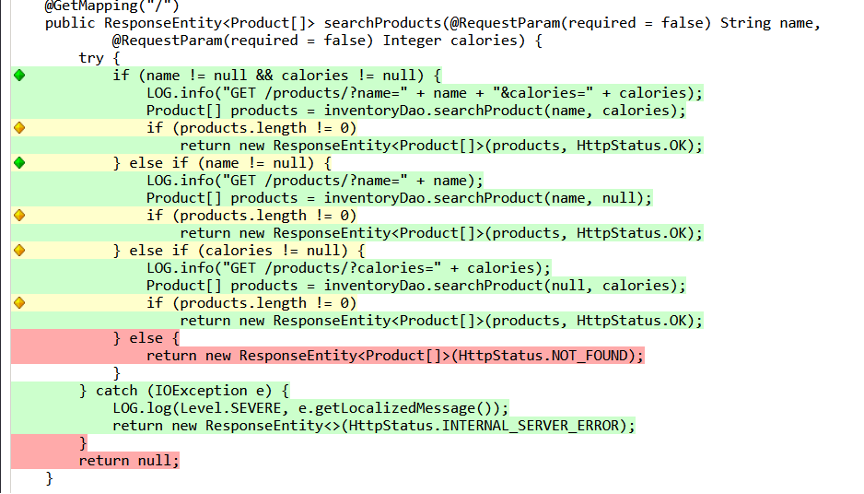 @GetMapping("/")
public ResponseEntity<Product[]> searchProducts(@RequestParam(required = false) String name,
        @RequestParam(required = false) Integer calories) {
    try {
        if (name != null && calories != null) {
            LOG.info("GET /products/?name=" + name + "&calories=" + calories);
            Product[] products = inventoryDao.searchProduct(name, calories);
            if (products.length != 0)
                return new ResponseEntity<Product[]>(products, HttpStatus.OK);
        } else if (name != null) {
            LOG.info("GET /products/?name=" + name);
            Product[] products = inventoryDao.searchProduct(name, null);
            if (products.length != 0)
                return new ResponseEntity<Product[]>(products, HttpStatus.OK);
        } else if (calories != null) {
            LOG.info("GET /products/?calories=" + calories);
            Product[] products = inventoryDao.searchProduct(null, calories);
            if (products.length != 0)
                return new ResponseEntity<Product[]>(products, HttpStatus.OK);
        } else {
            return new ResponseEntity<Product[]>(HttpStatus.NOT_FOUND);
        }
    } catch (IOException e) {
        LOG.log(Level.SEVERE, e.getLocalizedMessage());
        return new ResponseEntity<>(HttpStatus.INTERNAL_SERVER_ERROR);
    }
    return null;
}